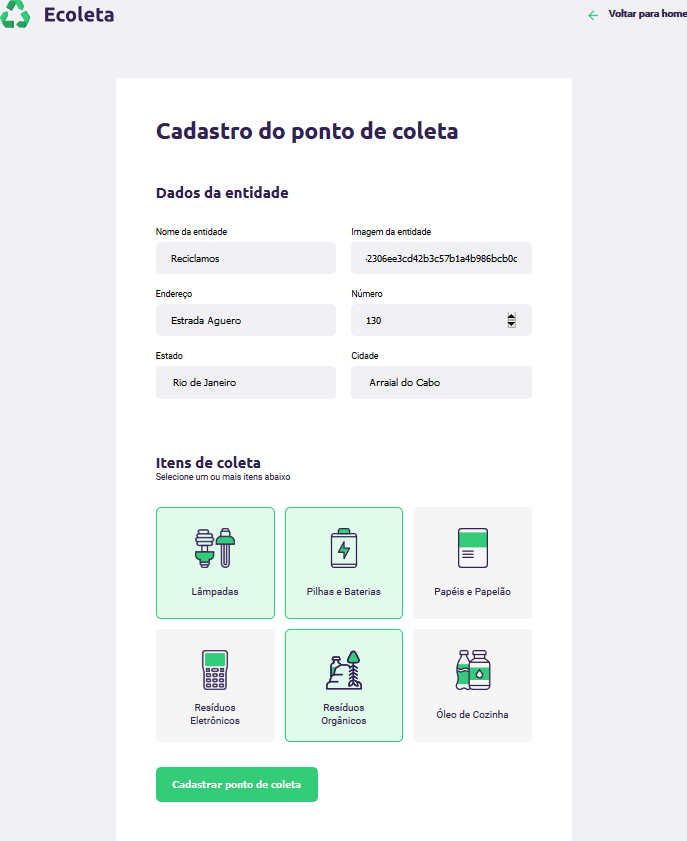 Ecoleta
Voltar para home
Cadastro do ponto de coleta
Dados da entidade
Nome da entidade
Imagem da entidade
Reciclamos
2306ee3cd42b3c57b1a4b986bcb0c
Endereço
Número
Estrada Aguero
130
Estado
Cidade
Rio de Janeiro
Arraial do Cabo
Itens de coleta
Selecione um ou mais itens abaixo
Lâmpadas
Pilhas e Baterias
Papéis e Papelão
Resíduos
Eletrônicos
Resíduos
Orgânicos
Óleo de Cozinha
Cadastrar ponto de coleta